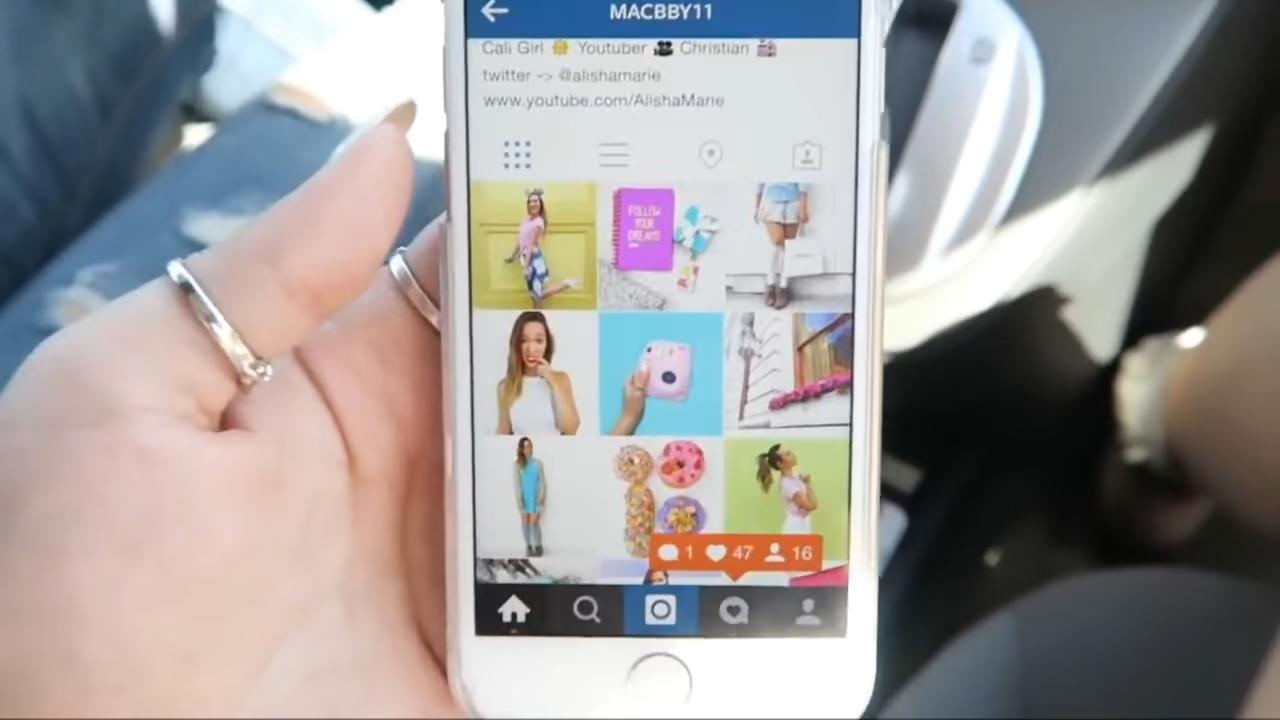 MACBBY11
Cali Girl Youtuber Christian
twitter -> @alishamarie
www.youtube.com/AlishaMarie
FOLLOW
YOUR
DREAMS
1 47 16